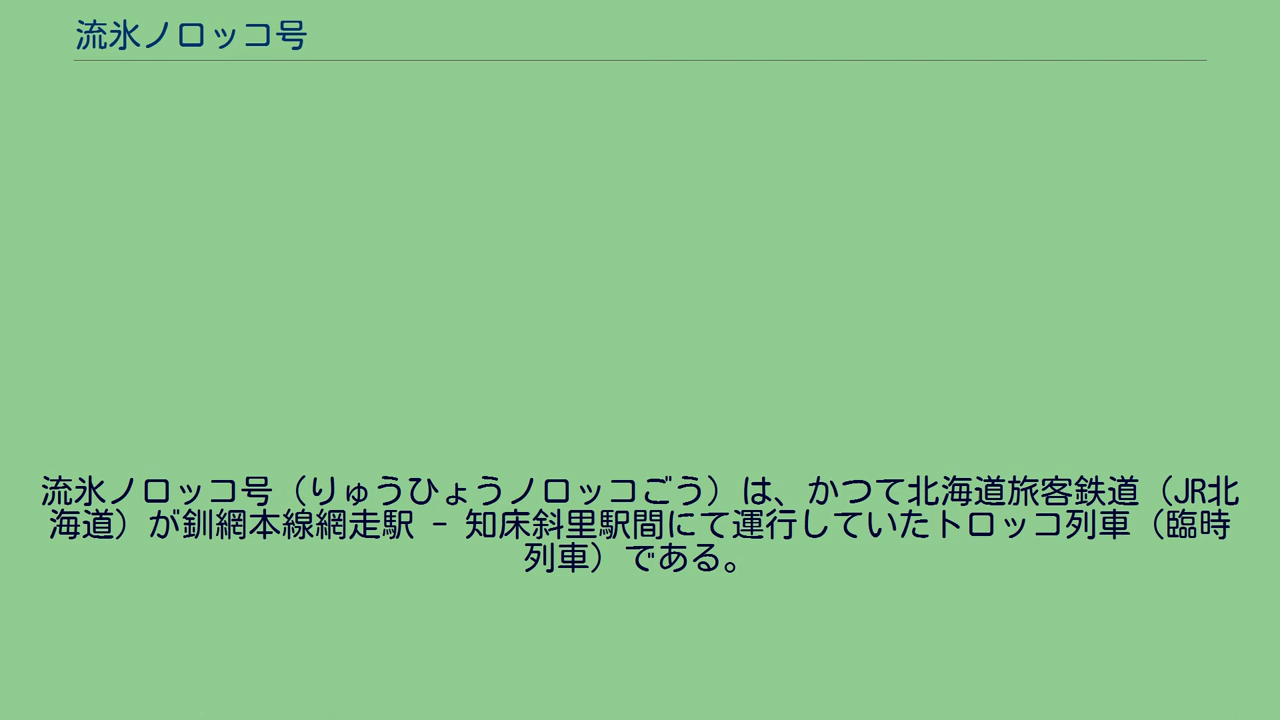 流氷ノロッコ号
流氷ノロッコ号（りゅうひょうノロッコごう）は、かつて北海道旅客鉄道（JR北
海道）が釧網本線網走駅 - 知床斜里駅間にて運行していたトロッコ列車（臨時
列車）である。